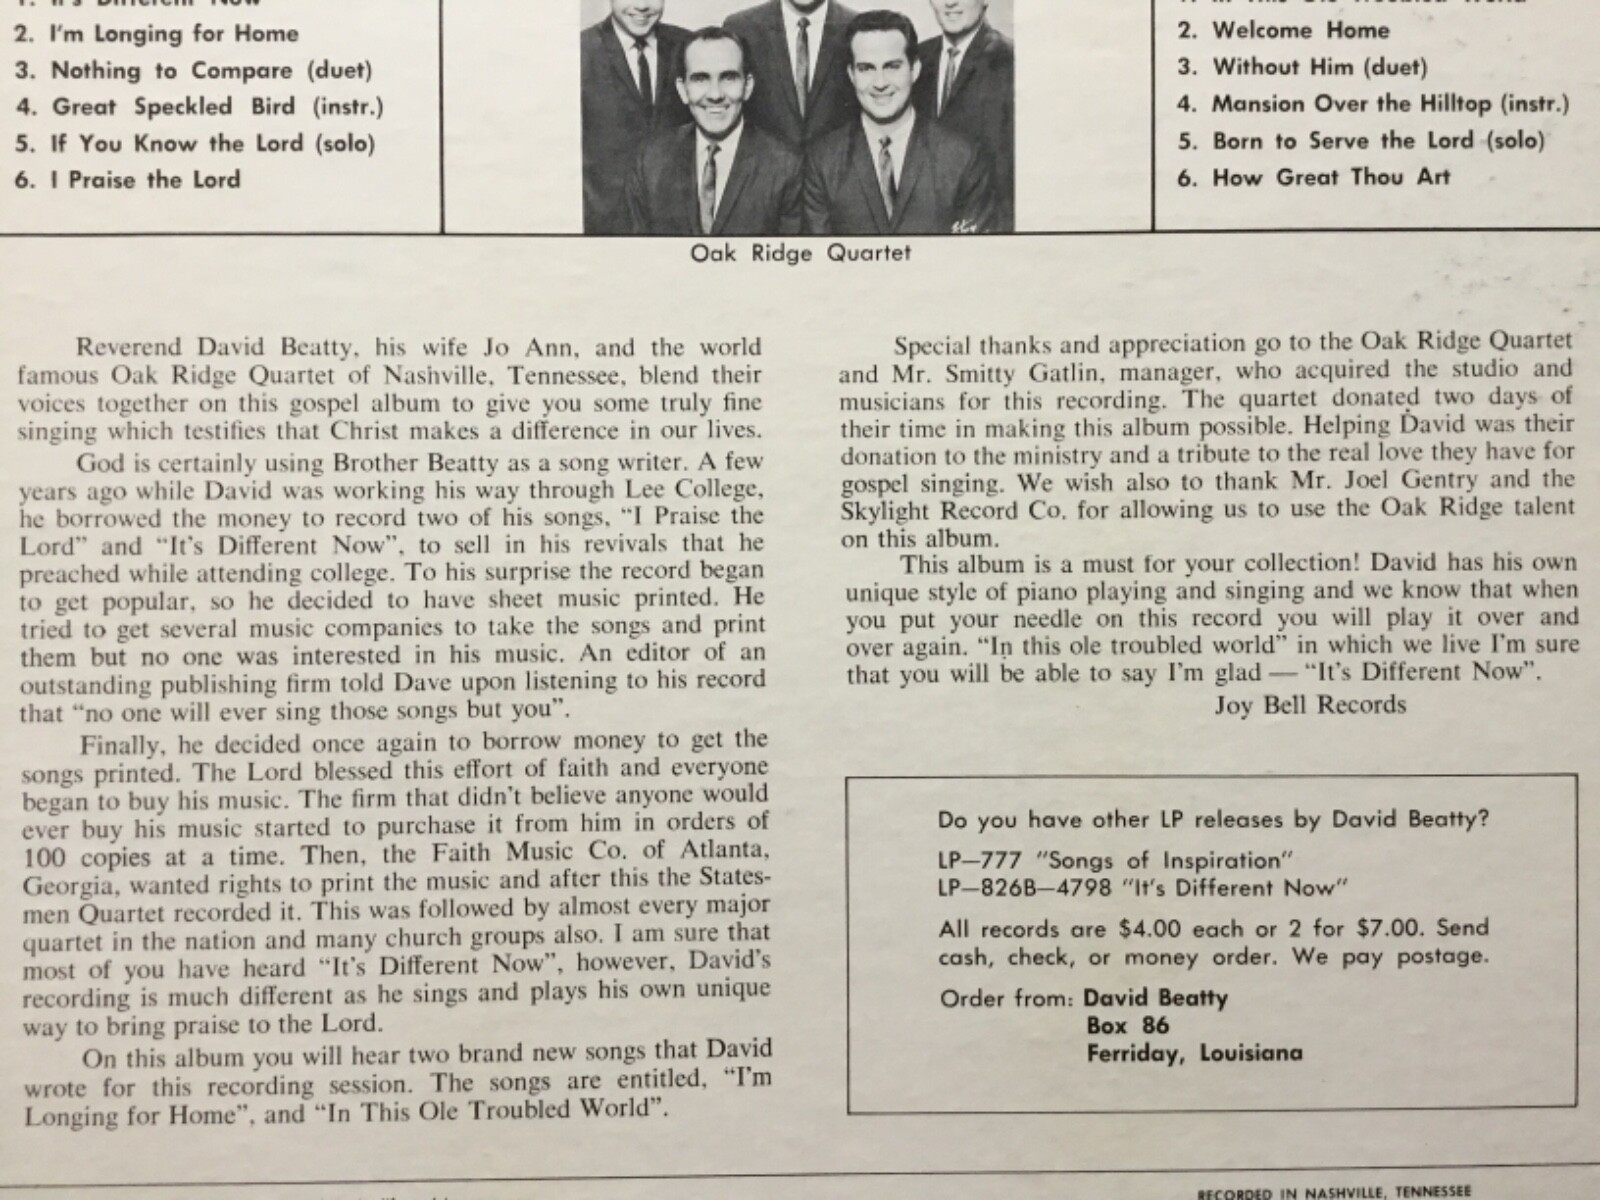 1. It's Different Now
2. I'm Longing for Home
3. Nothing to Compare (duet)
4. Great Speckled Bird (instr.)
5. If You Know the Lord (solo)
6. I Praise the Lord
1. In This Ole Troubled World
2. Welcome Home
3. Without Him (duet)
4. Mansion Over the Hilltop (instr.)
5. Born to Serve the Lord (solo)
6. How Great Thou Art
Oak Ridge Quartet
Reverend David Beatty, his wife Jo Ann, and the world
famous Oak Ridge Quartet of Nashville, Tennessee, blend their
voices together on this gospel album to give you some truly fine
singing which testifies that Christ makes a difference in our lives.
God is certainly using Brother Beatty as a song writer. A few
years ago while David was working his way through Lee College,
he borrowed the money to record two of his songs, “I Praise the
Lord” and “It's Different Now”, to sell in his revivals that he
preached while attending college. To his surprise the record began
to get popular, so he decided to have sheet music printed. He
tried to get several music companies to take the songs and print
them but no one was interested in his music. An editor of an
outstanding publishing firm told Dave upon listening to his record
that “no one will ever sing those songs but you”.
Finally, he decided once again to borrow money to get the
songs printed. The Lord blessed this effort of faith and everyone
began to buy his music. The firm that didn't believe anyone would
ever buy his music started to purchase it from him in orders of
100 copies at a time. Then, the Faith Music Co. of Atlanta,
Georgia, wanted rights to print the music and after this the States-
men Quartet recorded it. This was followed by almost every major
quartet in the nation and many church groups also. I am sure that
most of you have heard “It's Different Now”, however, David's
recording is much different as he sings and plays his own unique
way to bring praise to the Lord.
On this album you will hear two brand new songs that David
wrote for this recording session. The songs are entitled, “I'm
Longing for Home”, and “In This Ole Troubled World”.
Special thanks and appreciation go to the Oak Ridge Quartet
and Mr. Smitty Gatlin, manager, who acquired the studio and
musicians for this recording. The quartet donated two days of
their time in making this album possible. Helping David was their
donation to the ministry and a tribute to the real love they have for
gospel singing. We wish also to thank Mr. Joel Gentry and the
Skylight Record Co. for allowing us to use the Oak Ridge talent
on this album.
This album is a must for your collection! David has his own
unique style of piano playing and singing and we know that when
you put your needle on this record you will play it over and
over again. “In this ole troubled world” in which we live I'm sure
that you will be able to say I'm glad — “It's Different Now”.
Joy Bell Records
Do you have other LP releases by David Beatty?
LP—777 “Songs of Inspiration”
LP—826B—4798 “It's Different Now”
All records are $4.00 each or 2 for $7.00. Send
cash, check, or money order. We pay postage.
Order from: David Beatty
Box 86
Ferriday, Louisiana
RECORDED IN NASHVILLE, TENNESSEE